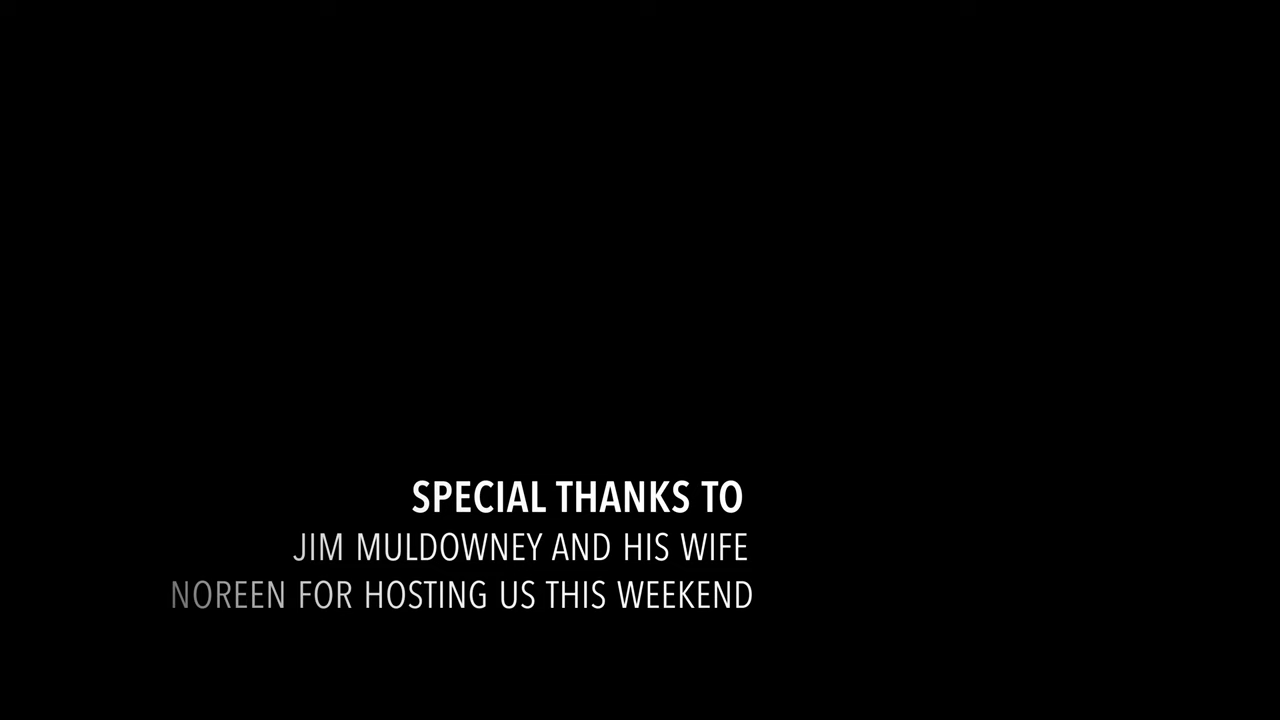 SPECIAL THANKS TO
JIM MULDOWNEY AND HIS WIFE
NOREEN FOR HOSTING US THIS WEEKEND